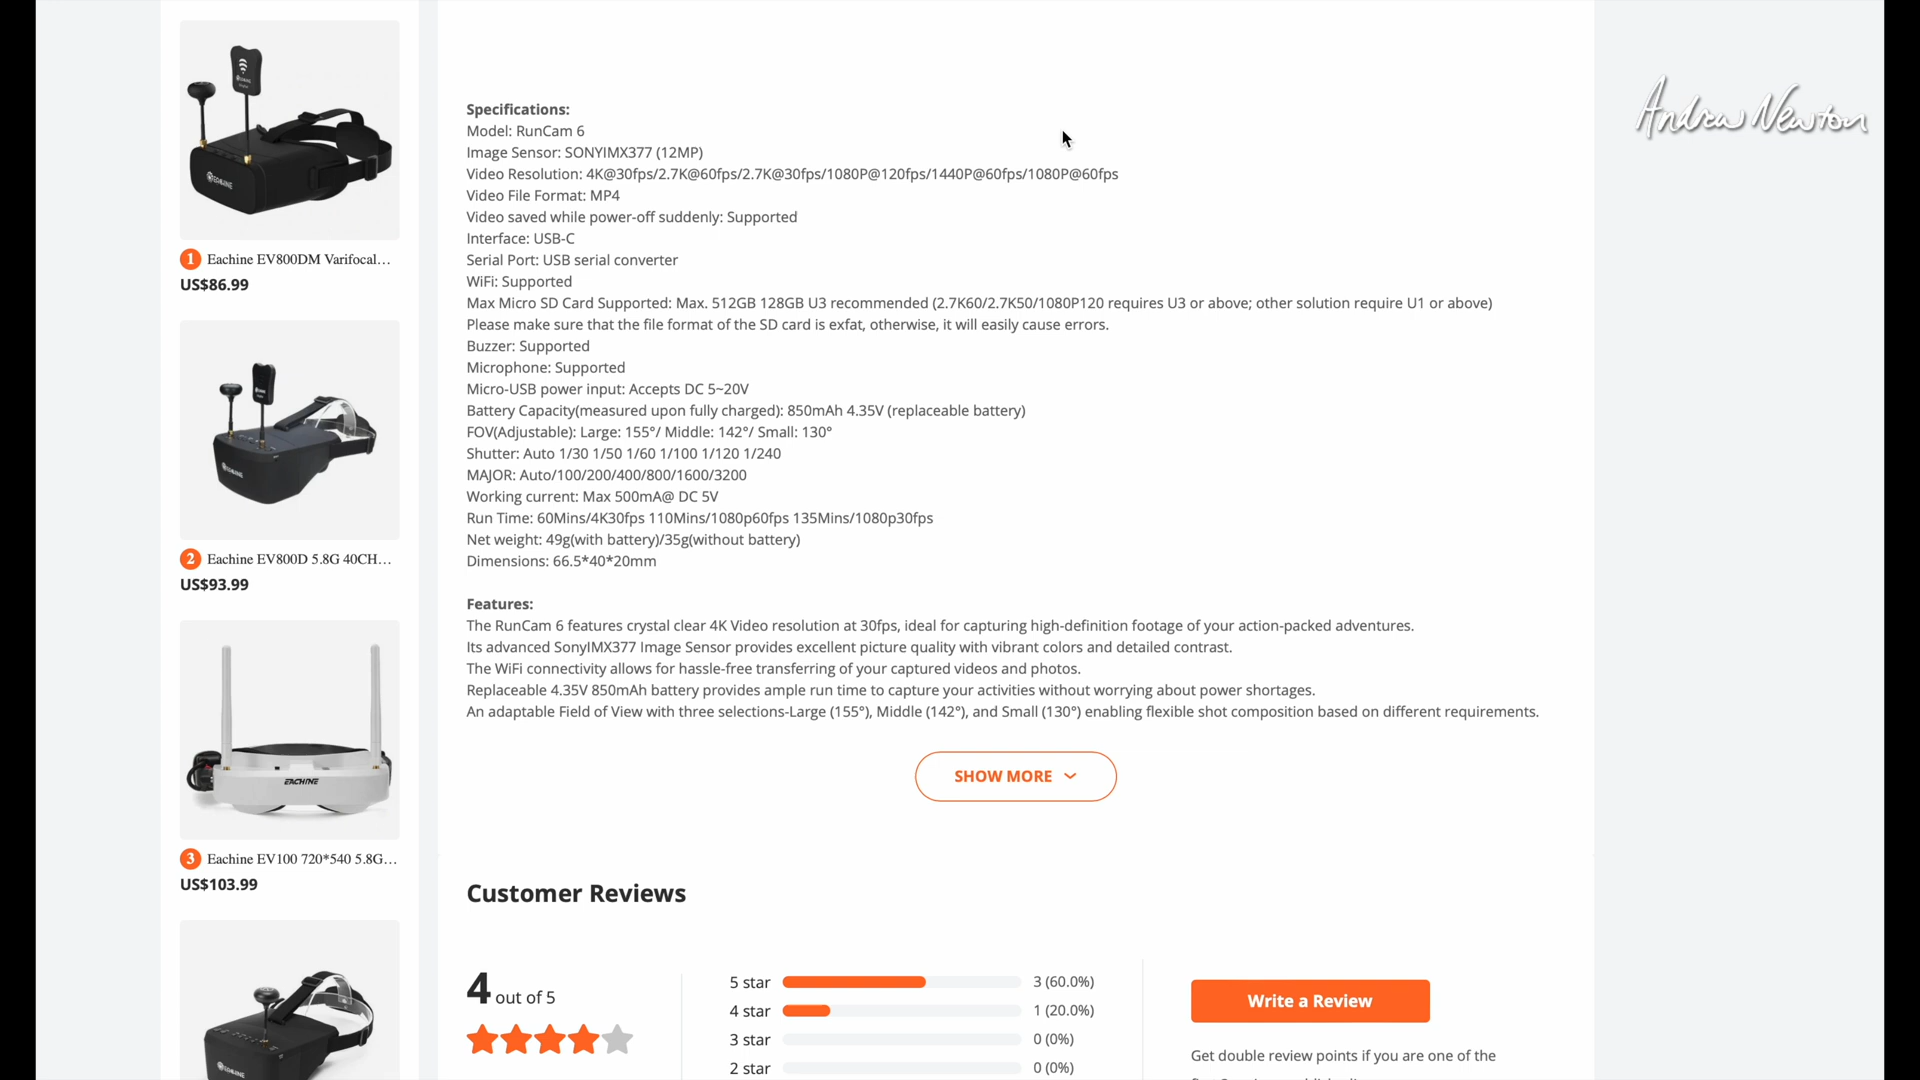 Andrew Newton
1 Eachine EV800DM Varifocal...
US$86.99
2 Eachine EV800D 5.8G 40CH...
US$93.99
EACHINE
3 Eachine EV100 720*540 5.8G...
US$103.99
Specifications:
Model: RunCam 6
Image Sensor: SONYIMX377 (12MP)
Video Resolution: 4K@30fps/2.7K@60fps/2.7K@30fps/1080P@120fps/1440P@60fps/1080P@60fps
Video File Format: MP4
Video saved while power-off suddenly: Supported
Interface: USB-C
Serial Port: USB serial converter
WiFi: Supported
Max Micro SD Card Supported: Max. 512GB 128GB U3 recommended (2.7K60/2.7K50/1080P120 requires U3 or above; other solution require U1 or above)
Please make sure that the file format of the SD card is exfat, otherwise, it will easily cause errors.
Buzzer: Supported
Microphone: Supported
Micro-USB power input: Accepts DC 5~20V
Battery Capacity(measured upon fully charged): 850mAh 4.35V (replaceable battery)
FOV(Adjustable): Large: 155°/ Middle: 142°/ Small: 130°
Shutter: Auto 1/30 1/50 1/60 1/100 1/120 1/240
MAJOR: Auto/100/200/400/800/1600/3200
Working current: Max 500mA@ DC 5V
Run Time: 60Mins/4K30fps 110Mins/1080p60fps 135Mins/1080p30fps
Net weight: 49g(with battery)/35g(without battery)
Dimensions: 66.5*40*20mm
Features:
The RunCam 6 features crystal clear 4K Video resolution at 30fps, ideal for capturing high-definition footage of your action-packed adventures.
Its advanced SonyIMX377 Image Sensor provides excellent picture quality with vibrant colors and detailed contrast.
The WiFi connectivity allows for hassle-free transferring of your captured videos and photos.
Replaceable 4.35V 850mAh battery provides ample run time to capture your activities without worrying about power shortages.
An adaptable Field of View with three selections-Large (155°), Middle (142°), and Small (130°) enabling flexible shot composition based on different requirements.
SHOW MORE
Customer Reviews
4 out of 5
5 star 3 (60.0%)
4 star 1 (20.0%)
3 star 0 (0%)
2 star 0 (0%)
Write a Review
Get double review points if you are one of the